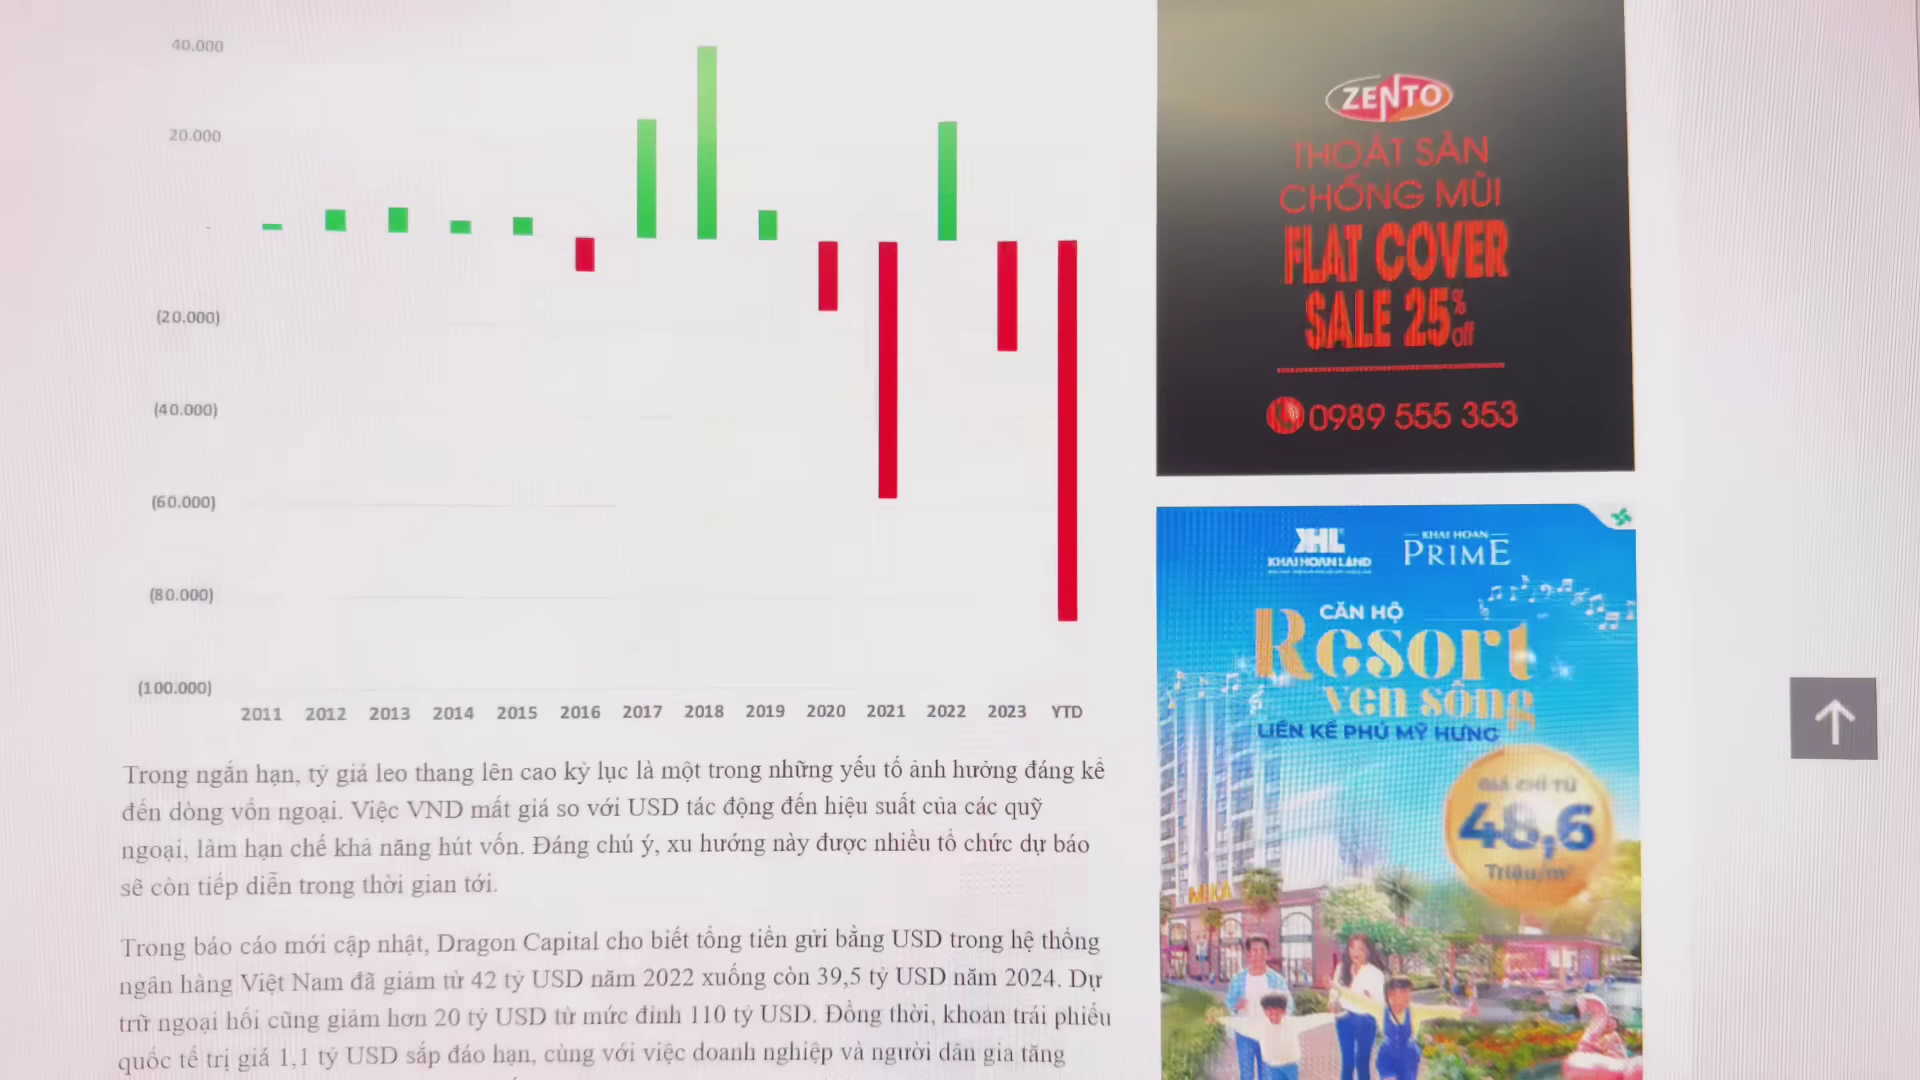 40.000
20.000
-
(20.000)
(40.000)
(60.000)
(80.000)
(100.000)
2011 2012 2013 2014 2015 2016 2017 2018 2019 2020 2021 2022 2023 YTD
Trong ngắn hạn, tỷ giá leo thang lên cao kỷ lục là một trong những yếu tố ảnh hưởng đáng kể
đến dòng vốn ngoại. Việc VND mất giá so với USD tác động đến hiệu suất của các quỹ
ngoại, làm hạn chế khả năng hút vốn. Đáng chú ý, xu hướng này được nhiều tổ chức dự báo
sẽ còn tiếp diễn trong thời gian tới.
Trong báo cáo mới cập nhật, Dragon Capital cho biết tổng tiền gửi bằng USD trong hệ thống
ngân hàng Việt Nam đã giảm từ 42 tỷ USD năm 2022 xuống còn 39,5 tỷ USD năm 2024. Dự
trữ ngoại hối cũng giảm hơn 20 tỷ USD từ mức đỉnh 110 tỷ USD. Đồng thời, khoản trái phiếu
quốc tế trị giá 1,1 tỷ USD sắp đáo hạn, cùng với việc doanh nghiệp và người dân gia tăng
ZENTO
THOÁT SÀN
CHỐNG MÙI
FLAT COVER
SALE 25% off
0989 555 353
KHL
KHAI HOAN LAND
KHAI HOAN
PRIME
CĂN HỘ
Resort
ven sông
LIỀN KỀ PHÚ MỸ HƯNG
GIÁ CHỈ TỪ
48,6
Triệu/m²
MIKA